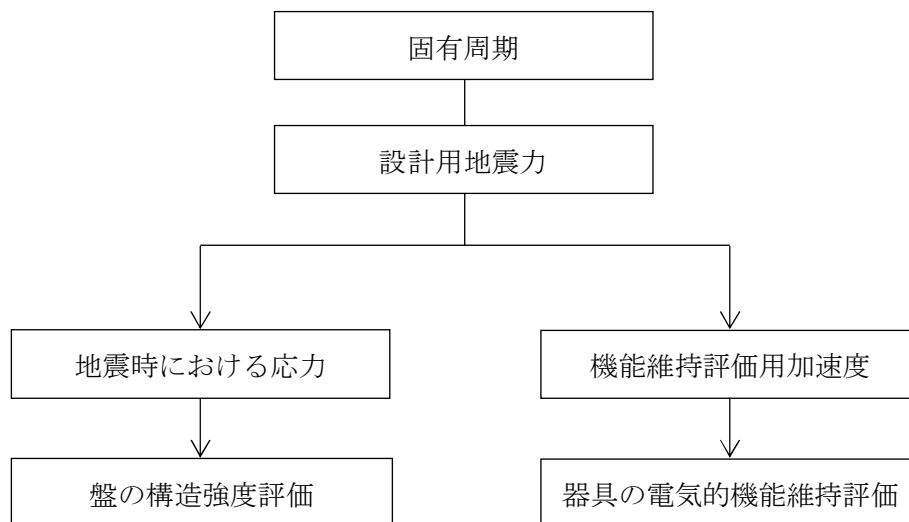 固有周期
設計用地震力
地震時における応力
機能維持評価用加速度
盤の構造強度評価
器具の電気的機能維持評価